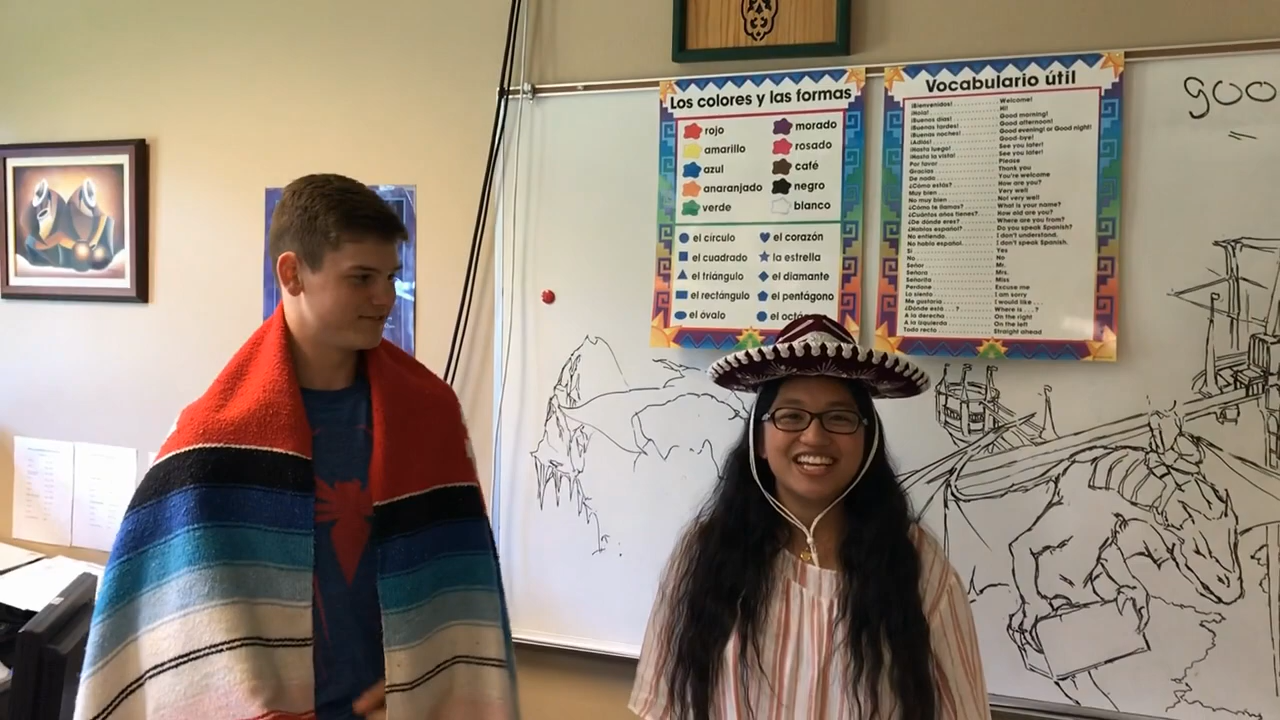 Los colores y las formas
rojo
morado
amarillo
rosado
azul
café
anaranjado
negro
verde
blanco
el círculo
el corazón
el cuadrado
la estrella
el triángulo
el diamante
el rectángulo
el pentágono
el óvalo
el octá
Vocabulario útil
¡Bienvenidos! Welcome!
¡Hola! Hi!
¡Buenos días! Good morning!
¡Buenas tardes! Good afternoon!
¡Buenas noches! Good evening! or Good night!
¡Adiós! Good-bye!
¡Hasta luego! See you later!
¡Hasta la vista! See you later!
Por favor Please
Gracias Thank you
De nada You're welcome
¿Cómo estás? How are you?
Muy bien Very well
No muy bien Not very well
¿Cómo te llamas? What is your name?
¿Cuántos años tienes? How old are you?
¿De dónde eres? Where are you from?
¿Hablas español? Do you speak Spanish?
No entiendo. I don't understand.
No hablo español. I don't speak Spanish.
Sí Yes
No No
Señor Mr.
Señora Mrs.
Señorita Miss
Perdone Excuse me
Lo siento I am sorry
Me gustaría I would like . . .
¿Dónde está . . . ? Where is . . . ?
A la derecha On the right
A la izquierda On the left
Todo recto Straight ahead
goo